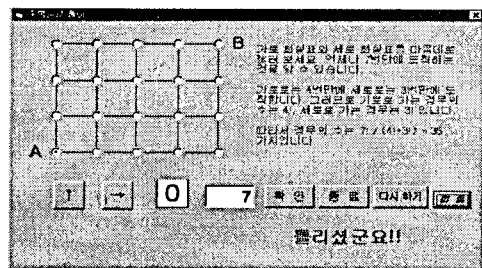 B
가로 화살표와 세로 화살표를 마음대로
눌러 보세요. 언제나 7번만에 도착하는
것을 알 수 있습니다.
가로로는 4번만에 세로로는 3번만에 도
착합니다. 그러므로 가로로 가는 경우의
수는 4!, 세로로 가는 경우는 3! 입니다.
따라서 경우의 수는 7! / (4!*3!) = 35
가지입니다
A
↑ → 0 7 확 인 종 료 다시 하기
틀리셨군요!!